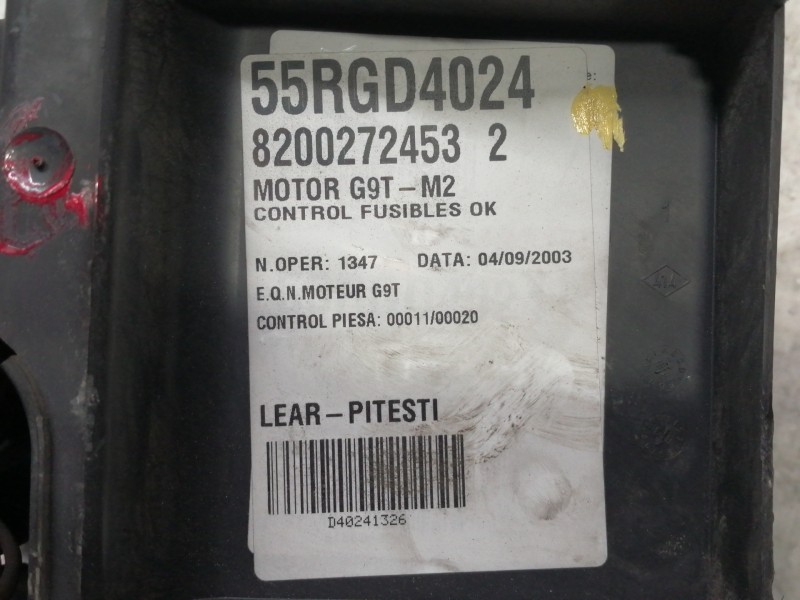 55RGD4024
e:
8200272453 2
MOTOR G9T-M2
CONTROL FUSIBLES OK
N.OPER: 1347 DATA: 04/09/2003
E.Q.N.MOTEUR G9T
CONTROL PIESA: 00011/00020
LEAR-PITESTI
D40241326